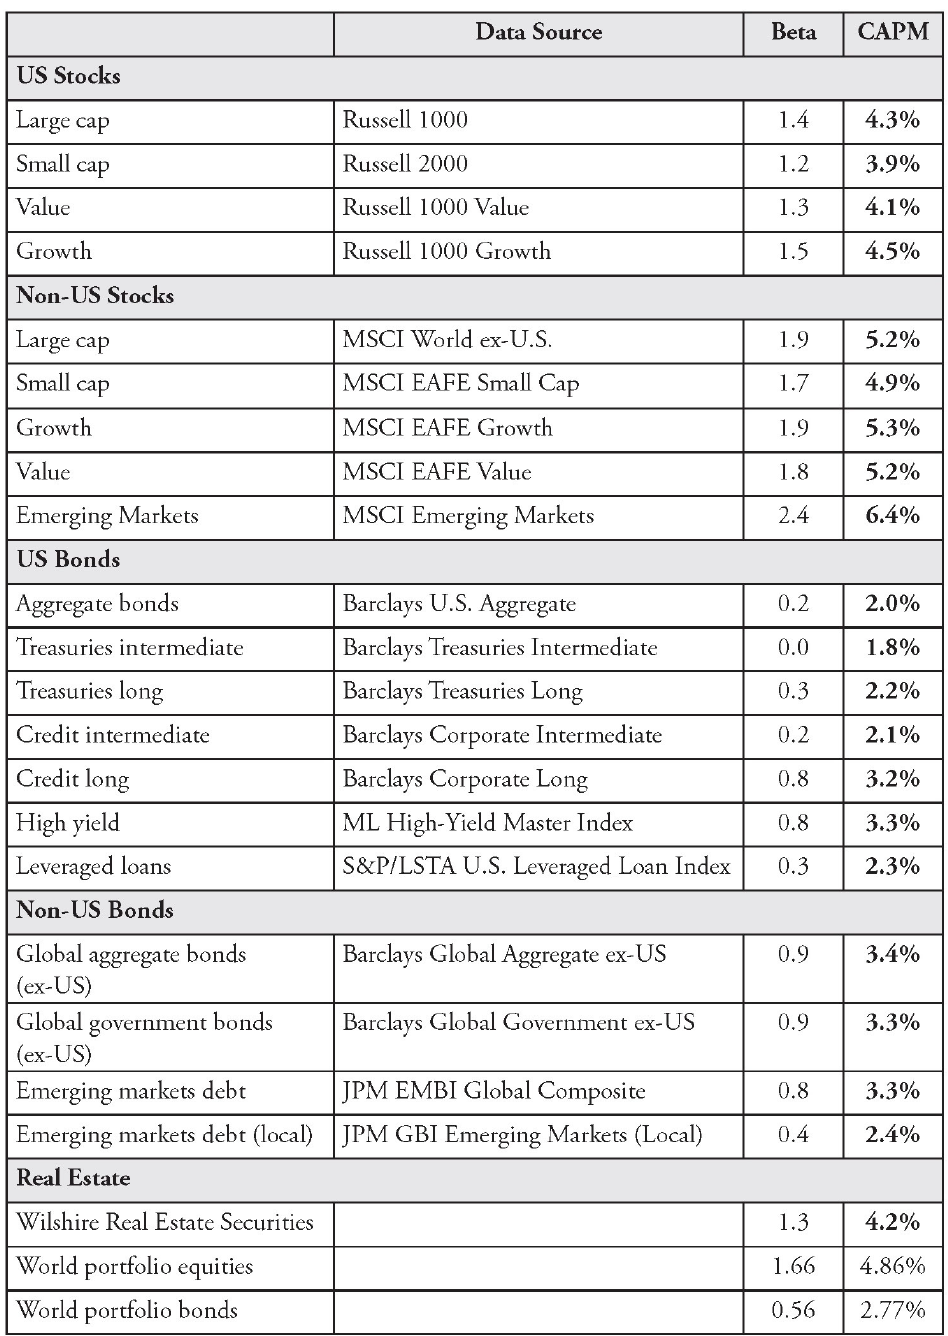 Data Source Beta CAPM
US Stocks
Large cap Russell 1000 1.4 4.3%
Small cap Russell 2000 1.2 3.9%
Value Russell 1000 Value 1.3 4.1%
Growth Russell 1000 Growth 1.5 4.5%
Non-US Stocks
Large cap MSCI World ex-U.S. 1.9 5.2%
Small cap MSCI EAFE Small Cap 1.7 4.9%
Growth MSCI EAFE Growth 1.9 5.3%
Value MSCI EAFE Value 1.8 5.2%
Emerging Markets MSCI Emerging Markets 2.4 6.4%
US Bonds
Aggregate bonds Barclays U.S. Aggregate 0.2 2.0%
Treasuries intermediate Barclays Treasuries Intermediate 0.0 1.8%
Treasuries long Barclays Treasuries Long 0.3 2.2%
Credit intermediate Barclays Corporate Intermediate 0.2 2.1%
Credit long Barclays Corporate Long 0.8 3.2%
High yield ML High-Yield Master Index 0.8 3.3%
Leveraged loans S&P/LSTA U.S. Leveraged Loan Index 0.3 2.3%
Non-US Bonds
Global aggregate bonds Barclays Global Aggregate ex-US 0.9 3.4%
(ex-US)
Global government bonds Barclays Global Government ex-US 0.9 3.3%
(ex-US)
Emerging markets debt JPM EMBI Global Composite 0.8 3.3%
Emerging markets debt (local) JPM GBI Emerging Markets (Local) 0.4 2.4%
Real Estate
Wilshire Real Estate Securities 1.3 4.2%
World portfolio equities 1.66 4.86%
World portfolio bonds 0.56 2.77%